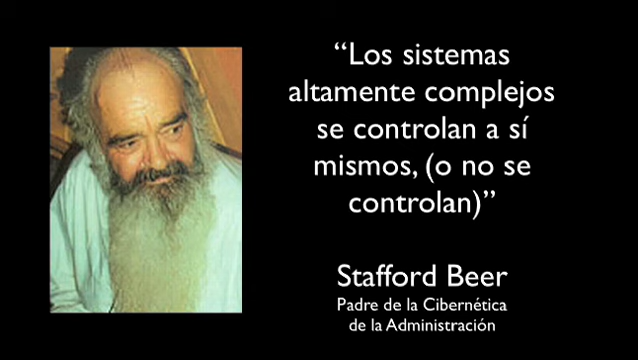 “Los sistemas
altamente complejos
se controlan a sí
mismos, (o no se
controlan)”
Stafford Beer
Padre de la Cibernética
de la Administración